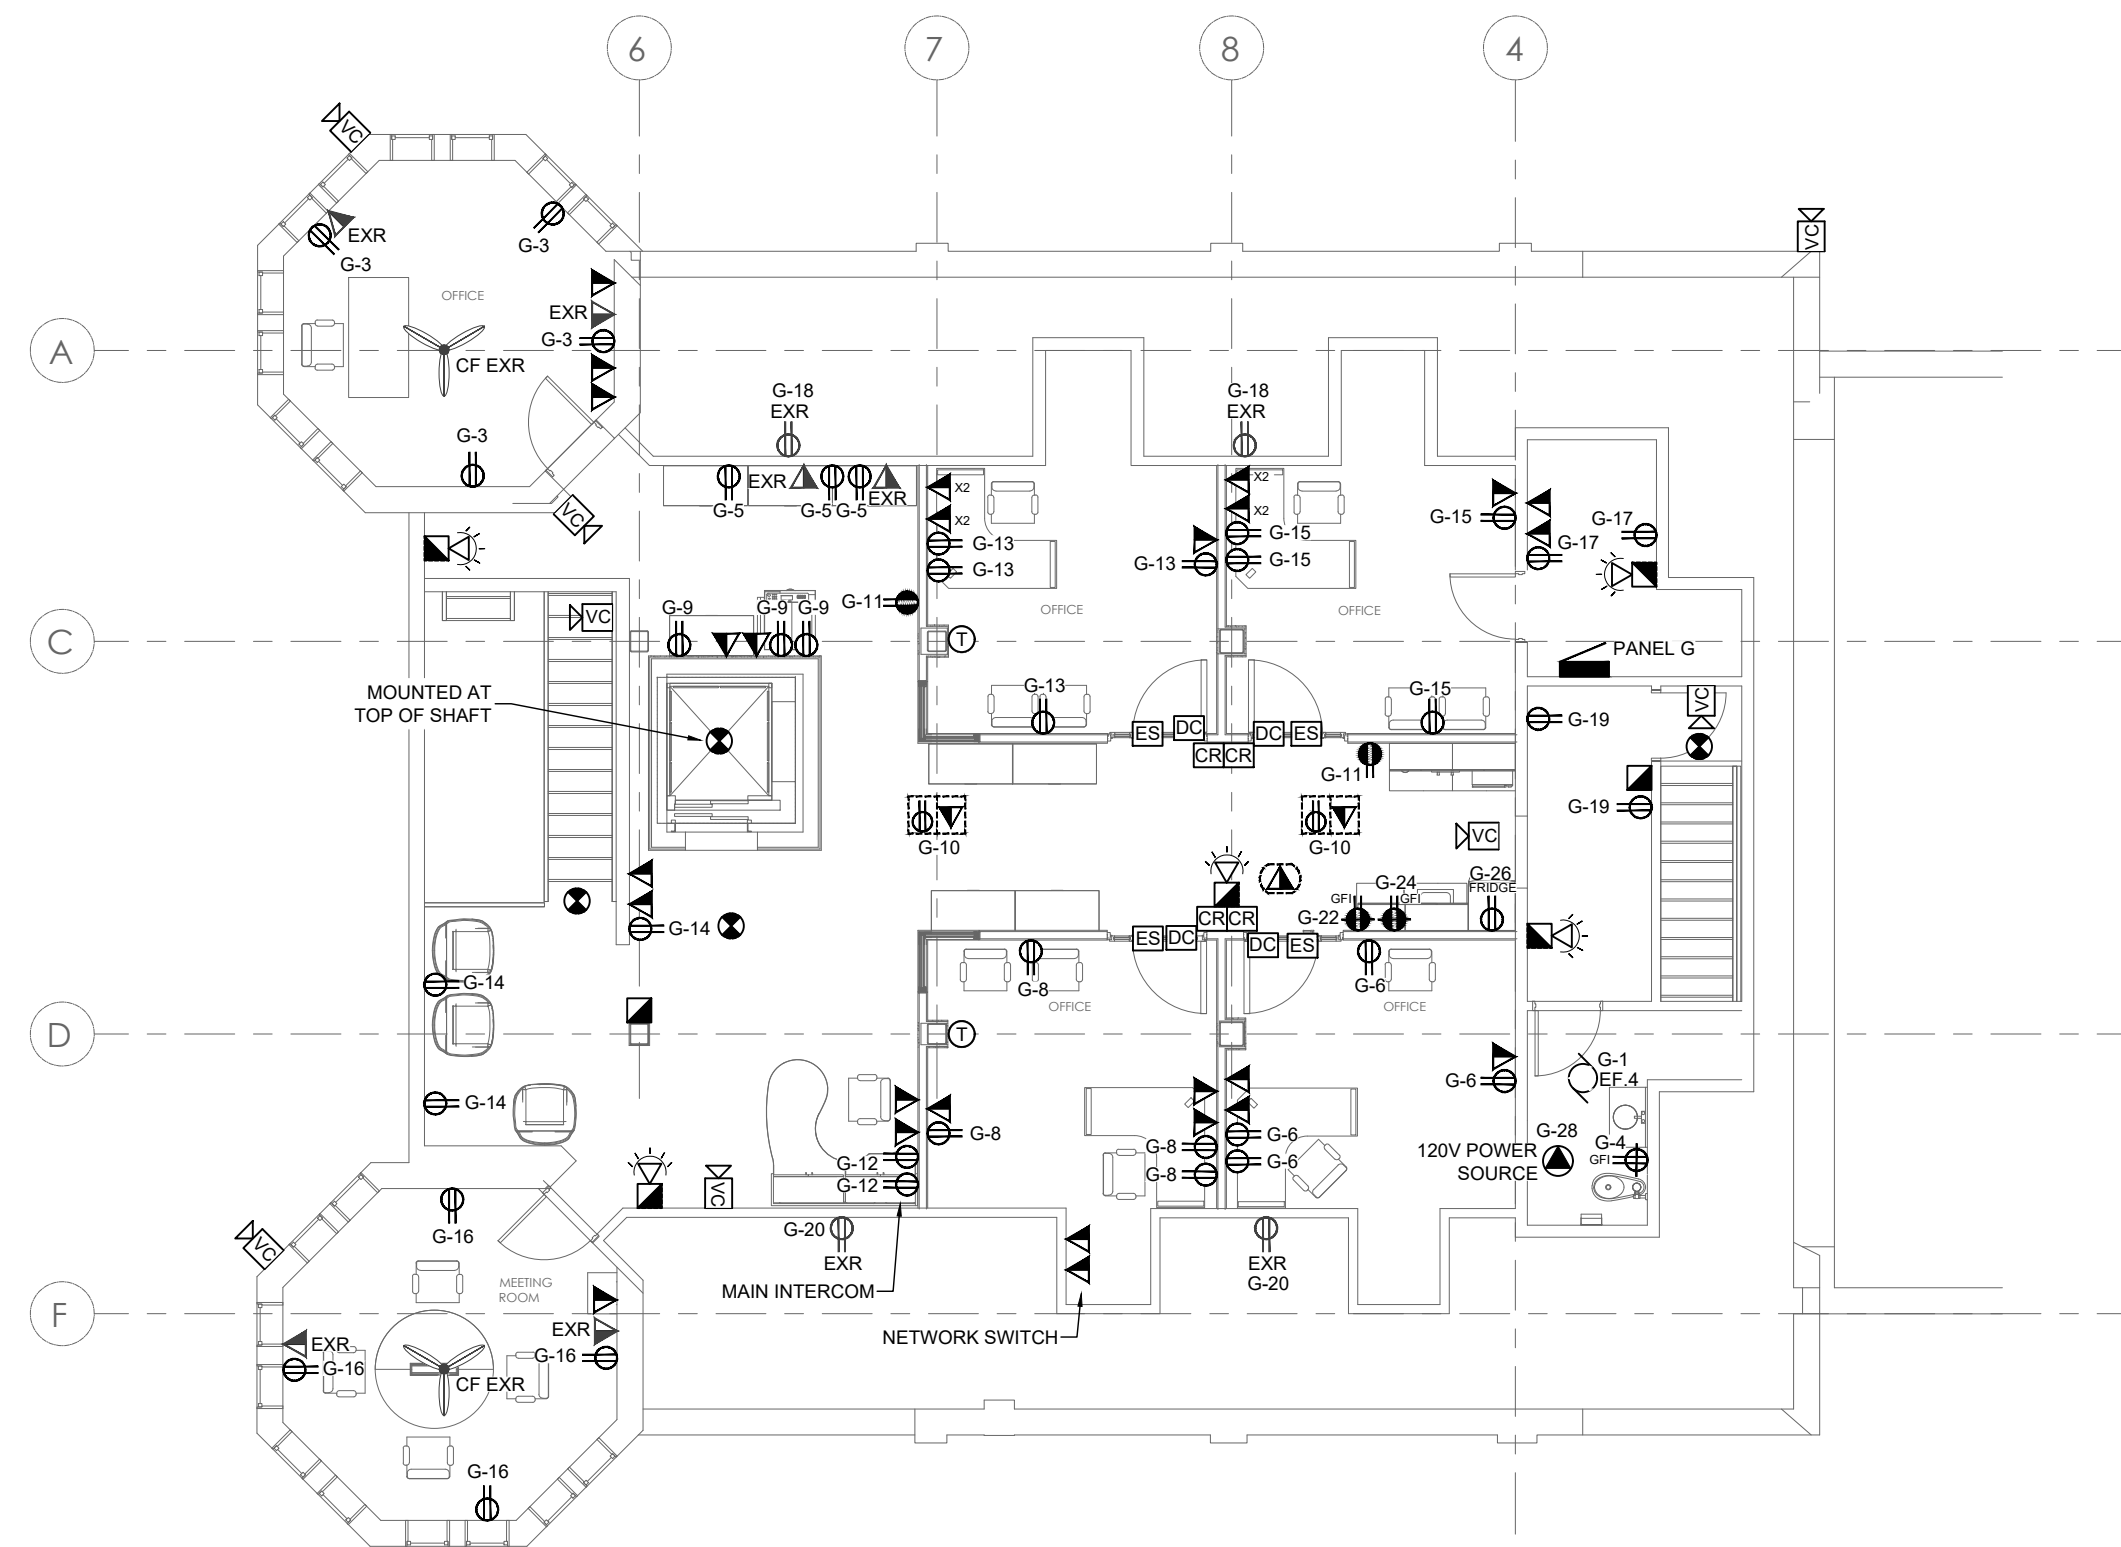 6
7
8
4
VC
EXR
G-3
G-3
VC
OFFICE
EXR
G-3
A
CF EXR
G-18
EXR
G-18
EXR
G-3
EXR
G-5
G-5
G-5
EXR
X2
X2
X2
X2
G-15
G-17
VC
G-13
G-13
G-13
G-15
G-15
G-17
G-11
OFFICE
OFFICE
VC
G-9
G-9
G-9
C
T
PANEL G
MOUNTED AT
TOP OF SHAFT
G-13
G-15
VC
G-19
ES
DC
DC
ES
CR
CR
G-11
G-19
G-10
G-10
VC
G-24
G-26
FRIDGE
GFI
GFI
G-22
CR
CR
G-14
ES
DC
DC
ES
G-14
G-8
G-6
OFFICE
OFFICE
D
T
G-1
EF.4
G-6
G-14
G-8
G-6
G-28
120V POWER
SOURCE
G-4
GFI
G-12
G-8
G-6
G-12
G-8
VC
G-16
G-20
EXR
EXR
G-20
VC
MEETING
ROOM
MAIN INTERCOM
F
EXR
EXR
NETWORK SWITCH
G-16
G-16
CF EXR
G-16